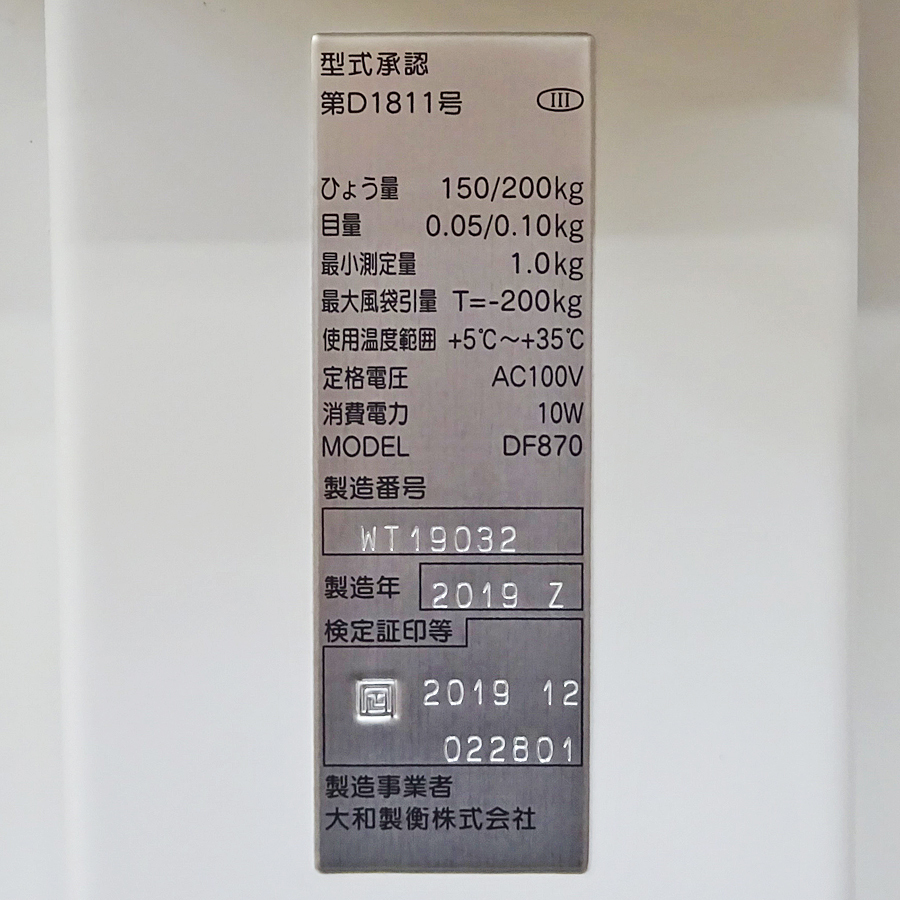 型式承認
第D1811号 III
ひょう量 150/200kg
目量 0.05/0.10kg
最小測定量 1.0kg
最大風袋引量 T=-200kg
使用温度範囲 +5℃～+35℃
定格電圧 AC100V
消費電力 10W
MODEL DF870
製造番号
WT19032
製造年 2019 Z
検定証印等
2019 12
022801
製造事業者
大和製衡株式会社